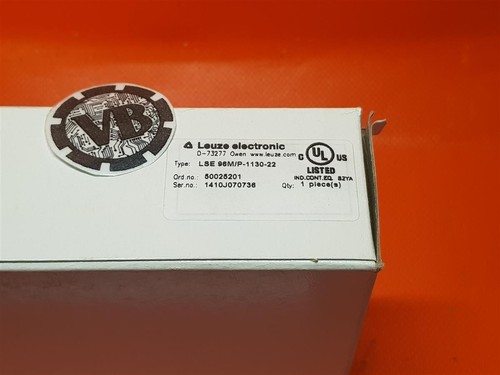 VB
Leuze electronic
D-73277 Owen www.leuze.com
Type: LSE 96M/P-1130-22
Ord.no.: 50025201
Ser.no.: 1410J070736
Qty: 1 piece(s)
C UL US
LISTED
IND.CONT.EQ. 82YA